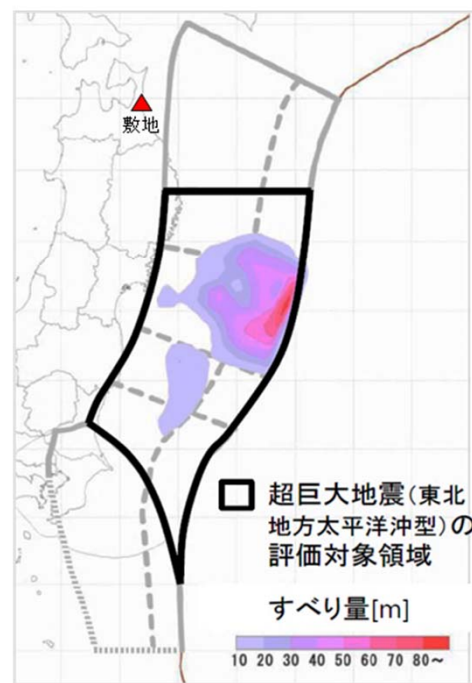 敷地
超巨大地震(東北
地方太平洋沖型)の
評価対象領域
すべり量[m]
10 20 30 40 50 60 70 80~